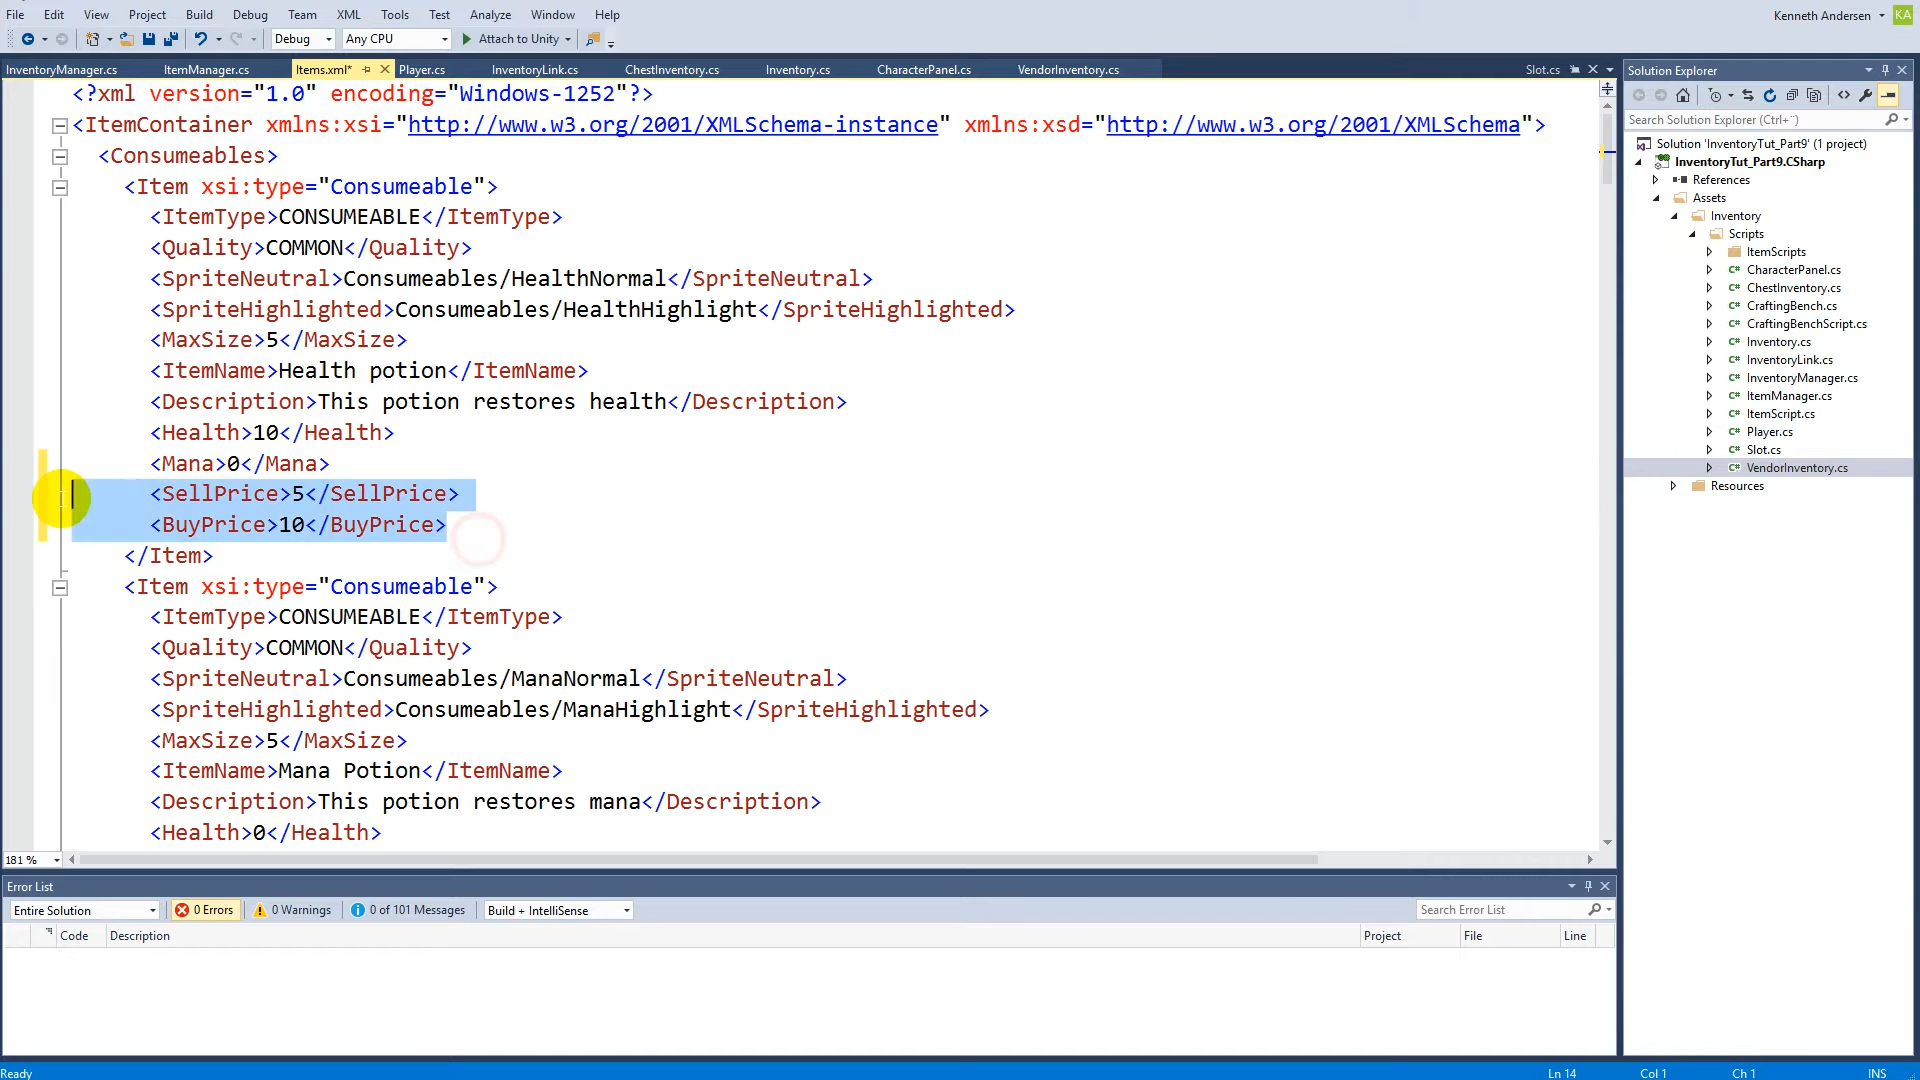 File Edit View Project Build Debug Team XML Tools Test Analyze Window Help Kenneth Andersen KA
Debug Any CPU Attach to Unity
InventoryManager.cs ItemManager.cs Items.xml* Player.cs InventoryLink.cs ChestInventory.cs Inventory.cs CharacterPanel.cs VendorInventory.cs Slot.cs
<?xml version="1.0" encoding="Windows-1252"?>
<ItemContainer xmlns:xsi="http://www.w3.org/2001/XMLSchema-instance" xmlns:xsd="http://www.w3.org/2001/XMLSchema">
<Consumeables>
<Item xsi:type="Consumeable">
<ItemType>CONSUMEABLE</ItemType>
<Quality>COMMON</Quality>
<SpriteNeutral>Consumeables/HealthNormal</SpriteNeutral>
<SpriteHighlighted>Consumeables/HealthHighlight</SpriteHighlighted>
<MaxSize>5</MaxSize>
<ItemName>Health potion</ItemName>
<Description>This potion restores health</Description>
<Health>10</Health>
<Mana>0</Mana>
<SellPrice>5</SellPrice>
<BuyPrice>10</BuyPrice>
</Item>
<Item xsi:type="Consumeable">
<ItemType>CONSUMEABLE</ItemType>
<Quality>COMMON</Quality>
<SpriteNeutral>Consumeables/ManaNormal</SpriteNeutral>
<SpriteHighlighted>Consumeables/ManaHighlight</SpriteHighlighted>
<MaxSize>5</MaxSize>
<ItemName>Mana Potion</ItemName>
<Description>This potion restores mana</Description>
<Health>0</Health>
181 %
Solution Explorer
Search Solution Explorer (Ctrl+¨)
Solution 'InventoryTut_Part9' (1 project)
InventoryTut_Part9.CSharp
References
Assets
Inventory
Scripts
ItemScripts
CharacterPanel.cs
ChestInventory.cs
CraftingBench.cs
CraftingBenchScript.cs
Inventory.cs
InventoryLink.cs
InventoryManager.cs
ItemManager.cs
ItemScript.cs
Player.cs
Slot.cs
VendorInventory.cs
Resources
Error List
Entire Solution 0 Errors 0 Warnings 0 of 101 Messages Build + IntelliSense Search Error List
Code Description Project File Line
Ready Ln 14 Col 1 Ch 1 INS